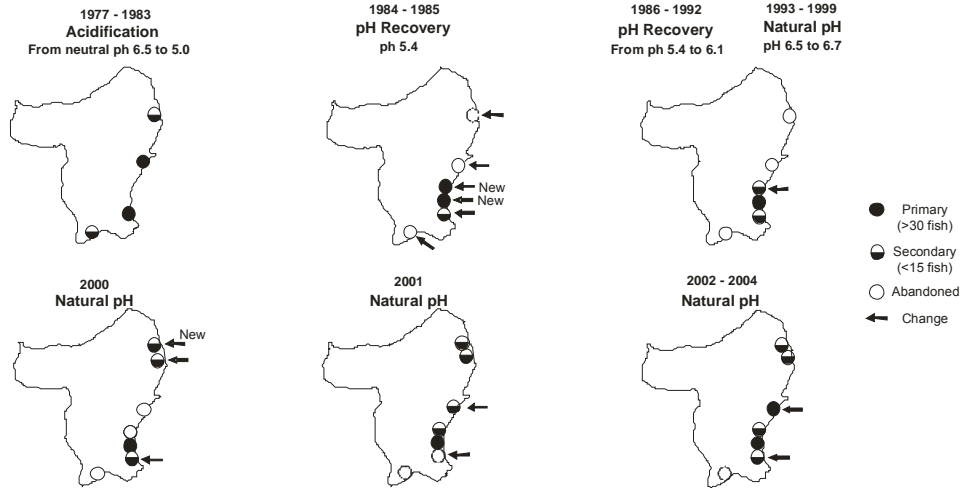 1977 - 1983
Acidification
From neutral ph 6.5 to 5.0
1984 - 1985
pH Recovery
ph 5.4
1986 - 1992
pH Recovery
From ph 5.4 to 6.1
1993 - 1999
Natural pH
pH 6.5 to 6.7
New
New
Primary
(>30 fish)
Secondary
(<15 fish)
Abandoned
Change
2000
Natural pH
New
2001
Natural pH
2002 - 2004
Natural pH